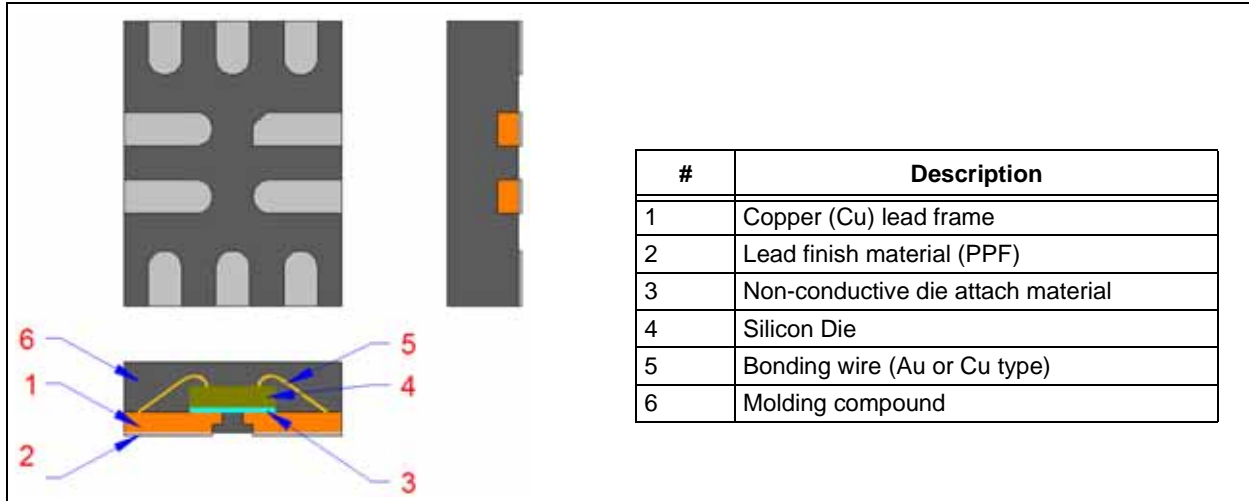 6
5
1
4
2
3
# Description
1 Copper (Cu) lead frame
2 Lead finish material (PPF)
3 Non-conductive die attach material
4 Silicon Die
5 Bonding wire (Au or Cu type)
6 Molding compound